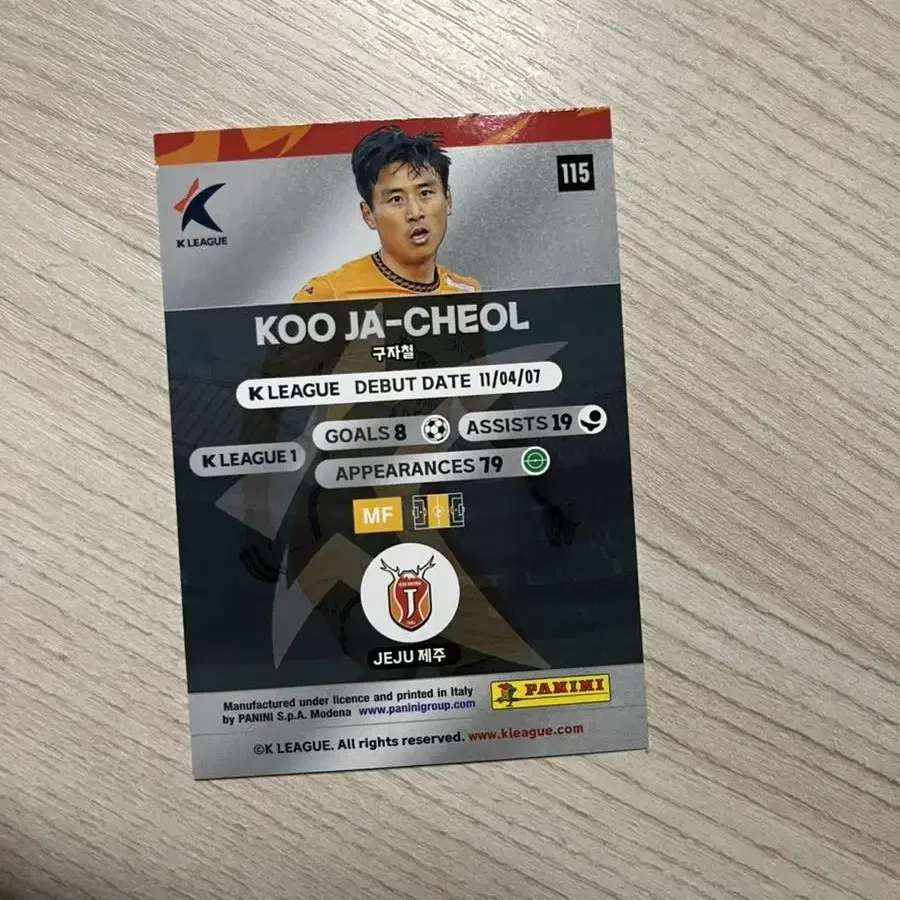 115
K LEAGUE
KOO JA-CHEOL
구자철
K LEAGUE DEBUT DATE 11/04/07
GOALS 8
ASSISTS 19
K LEAGUE 1
APPEARANCES 79
MF
J
JEJU 제주
Manufactured under licence and printed in Italy
by PANINI S.p.A. Modena www.paninigroup.com
PANINI
©K LEAGUE. All rights reserved. www.kleague.com